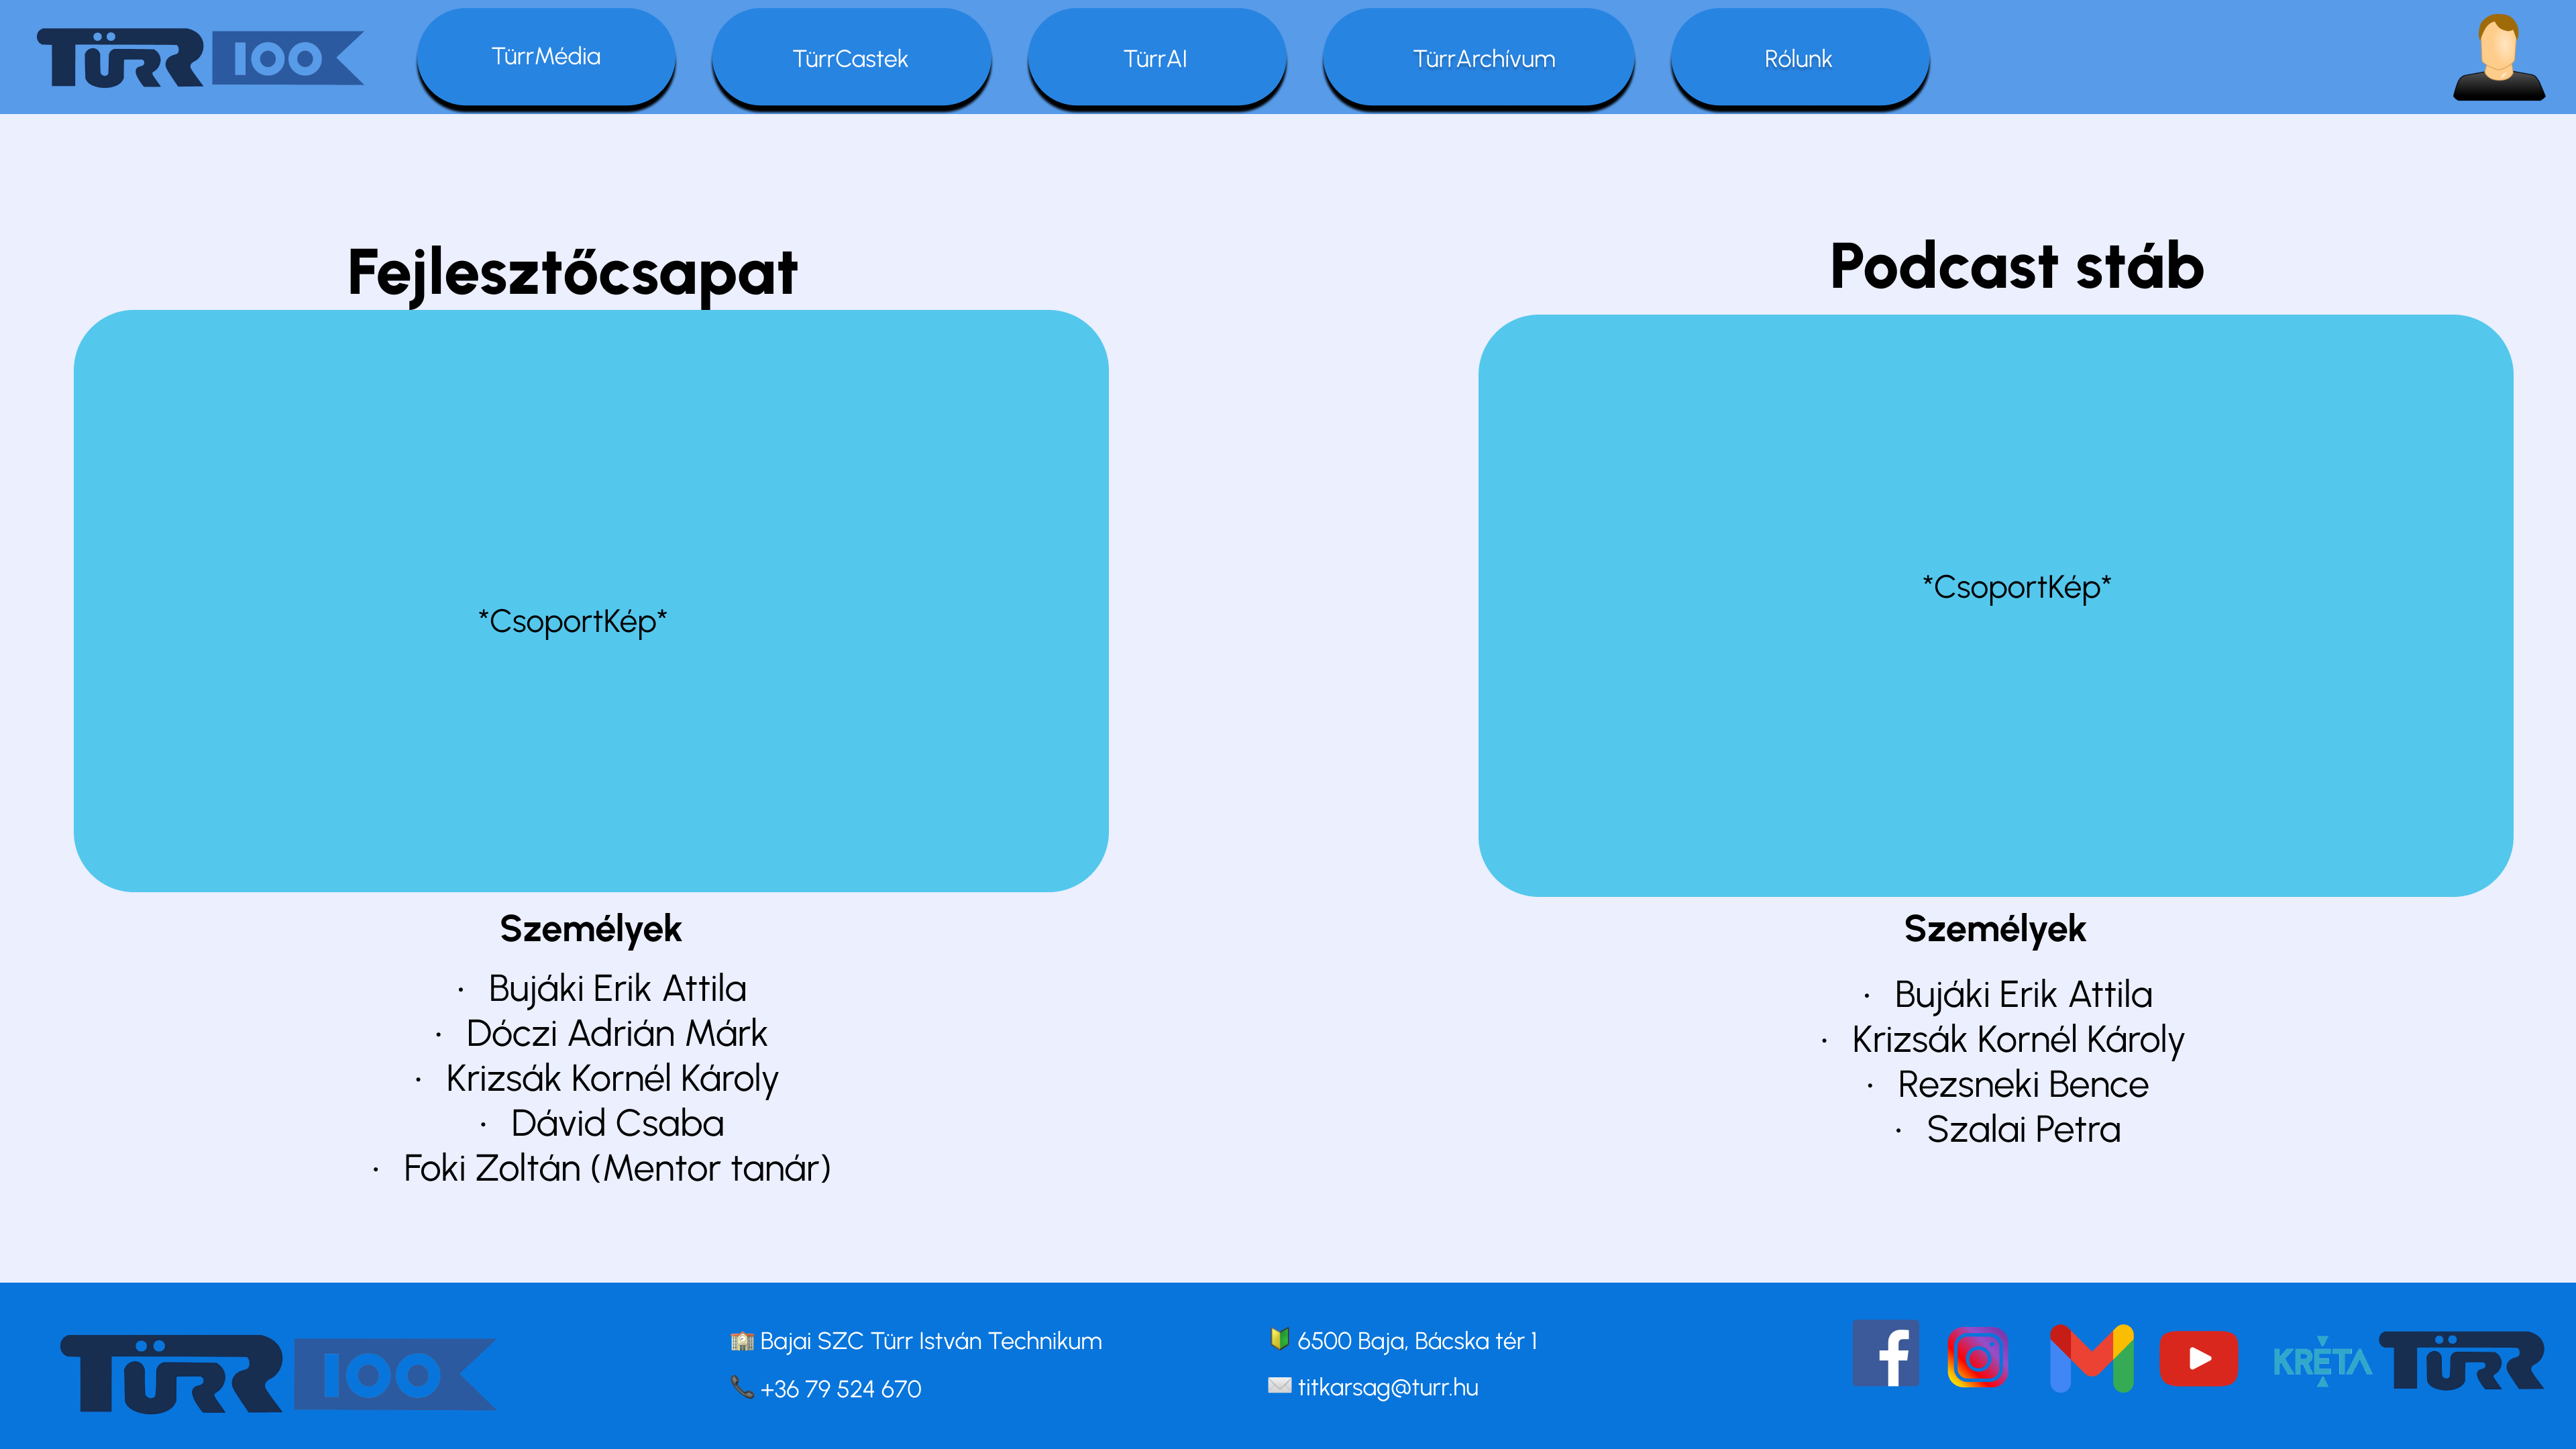 TÜRR 100
TürrMédia
TürrCastek
TürrAI
TürrArchívum
Rólunk
Fejlesztőcsapat
*CsoportKép*
Személyek
· Bujáki Erik Attila
· Dóczi Adrián Márk
· Krizsák Kornél Károly
· Dávid Csaba
· Foki Zoltán (Mentor tanár)
Podcast stáb
*CsoportKép*
Személyek
· Bujáki Erik Attila
· Krizsák Kornél Károly
· Rezsneki Bence
· Szalai Petra
TÜRR 100
Bajai SZC Türr István Technikum
+36 79 524 670
6500 Baja, Bácska tér 1
titkarsag@turr.hu
KRÉTA
TÜRR